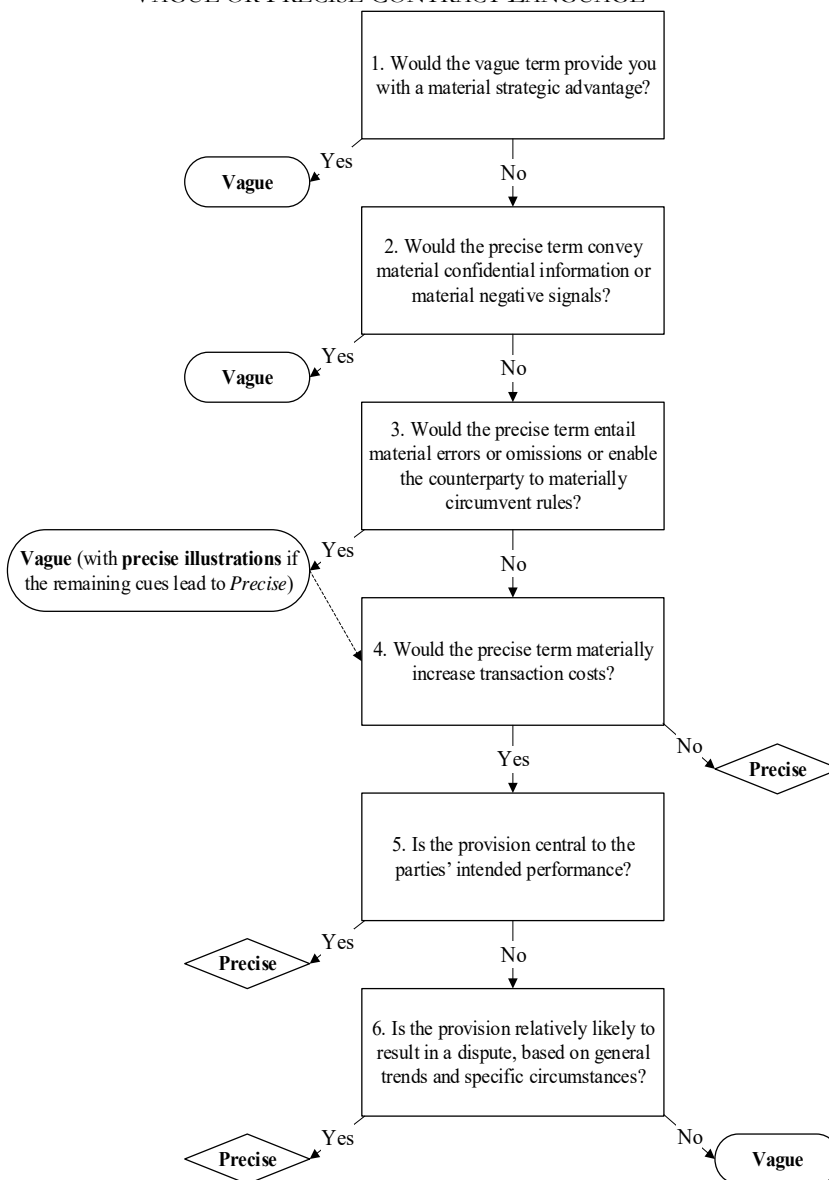 VAGUE OR PRECISE CONTRACT LANGUAGE
1. Would the vague term provide you
with a material strategic advantage?
Yes
No
Vague
2. Would the precise term convey
material confidential information or
material negative signals?
Yes
No
Vague
3. Would the precise term entail
material errors or omissions or enable
the counterparty to materially
circumvent rules?
Yes
No
Vague (with precise illustrations if
the remaining cues lead to Precise)
4. Would the precise term materially
increase transaction costs?
No
Yes
Precise
5. Is the provision central to the
parties’ intended performance?
Yes
No
Precise
6. Is the provision relatively likely to
result in a dispute, based on general
trends and specific circumstances?
Yes
No
Precise
Vague